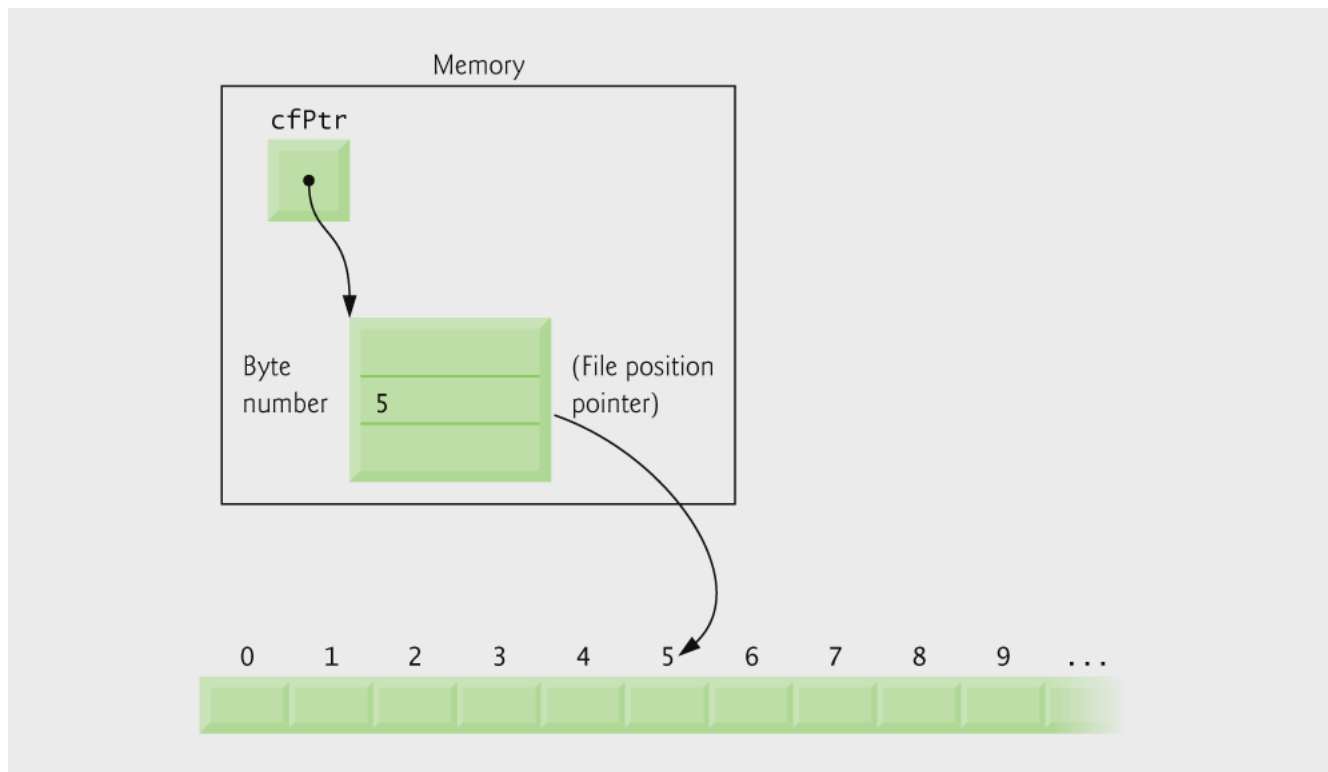 Memory
cfPtr
Byte
number
5
(File position
pointer)
0 1 2 3 4 5 6 7 8 9 ...